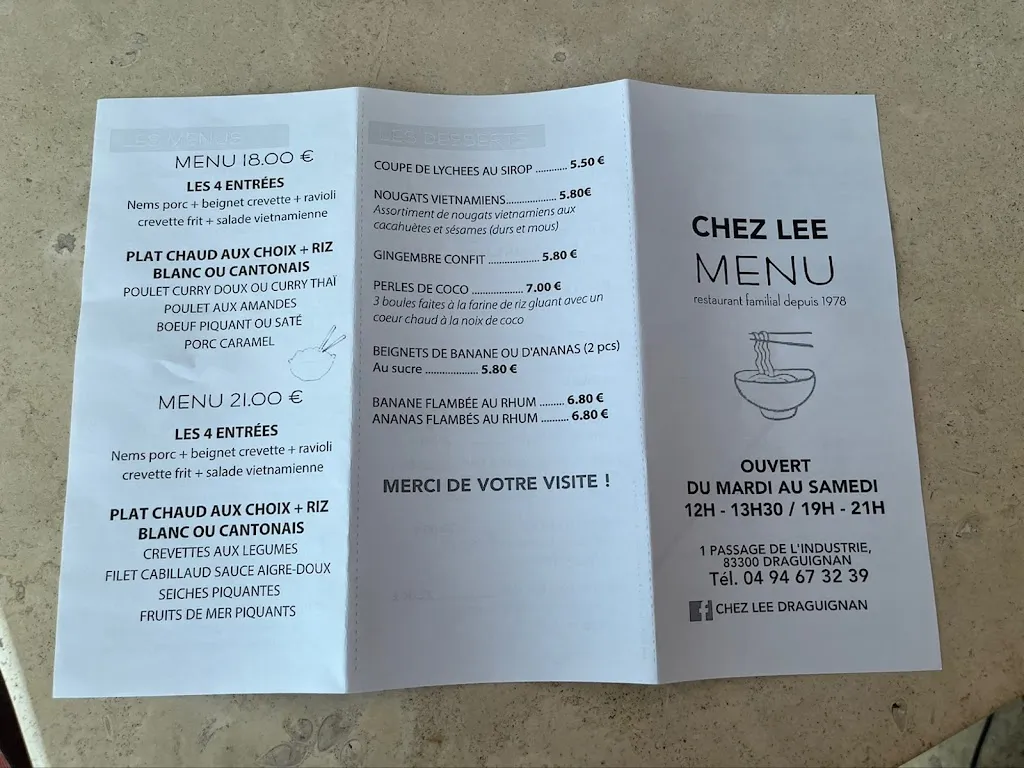 LES MENUS
MENU 18.00 €
LES 4 ENTRÉES
Nems porc + beignet crevette + ravioli
crevette frit + salade vietnamienne
PLAT CHAUD AUX CHOIX + RIZ
BLANC OU CANTONAIS
POULET CURRY DOUX OU CURRY THAÏ
POULET AUX AMANDES
BOEUF PIQUANT OU SATÉ
PORC CARAMEL
MENU 21.00 €
LES 4 ENTRÉES
Nems porc + beignet crevette + ravioli
crevette frit + salade vietnamienne
PLAT CHAUD AUX CHOIX + RIZ
BLANC OU CANTONAIS
CREVETTES AUX LEGUMES
FILET CABILLAUD SAUCE AIGRE-DOUX
SEICHES PIQUANTES
FRUITS DE MER PIQUANTS
LES DESSERTS
COUPE DE LYCHEES AU SIROP ........... 5.50 €
NOUGATS VIETNAMIENS.................. 5.80€
Assortiment de nougats vietnamiens aux
cacahuètes et sésames (durs et mous)
GINGEMBRE CONFIT .................. 5.80 €
PERLES DE COCO .................. 7.00 €
3 boules faites à la farine de riz gluant avec un
coeur chaud à la noix de coco
BEIGNETS DE BANANE OU D'ANANAS (2 pcs)
Au sucre .................. 5.80 €
BANANE FLAMBÉE AU RHUM ......... 6.80 €
ANANAS FLAMBÉS AU RHUM .......... 6.80 €
MERCI DE VOTRE VISITE !
CHEZ LEE
MENU
restaurant familial depuis 1978
OUVERT
DU MARDI AU SAMEDI
12H - 13H30 / 19H - 21H
1 PASSAGE DE L'INDUSTRIE,
83300 DRAGUIGNAN
Tél. 04 94 67 32 39
f CHEZ LEE DRAGUIGNAN